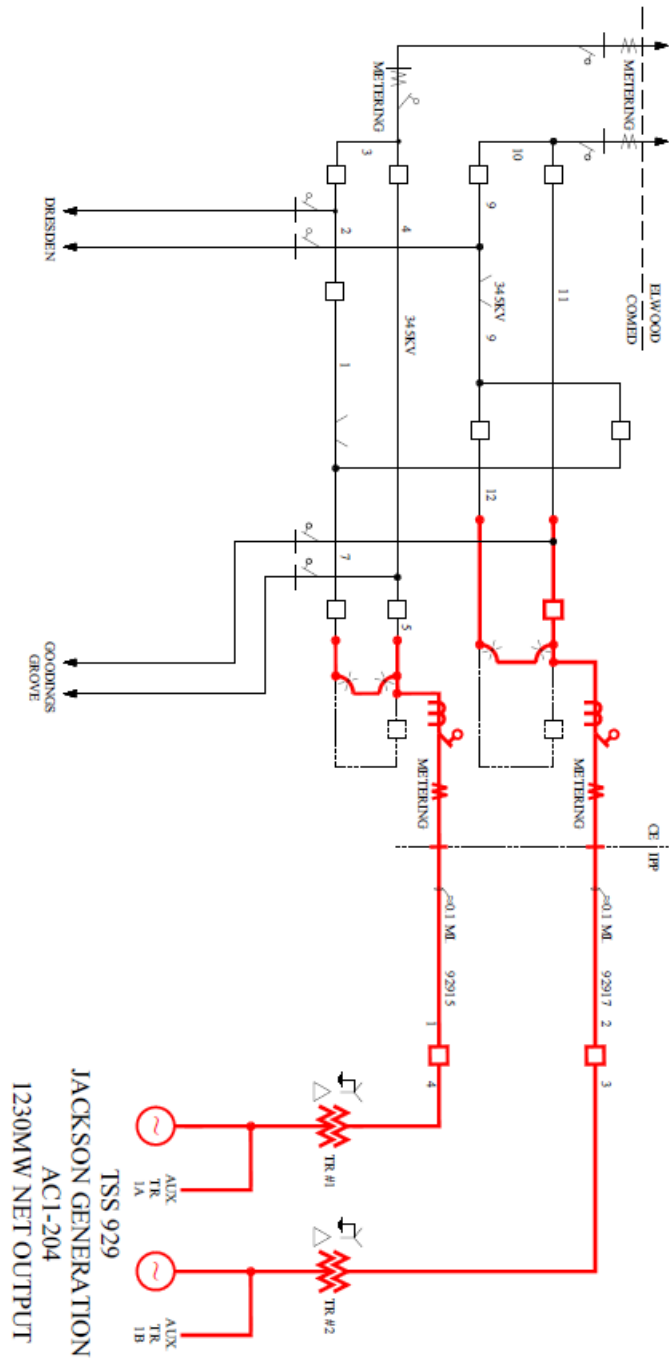 METERING
METERING
ELWOOD
COMED
3
10
9
2
4
11
DRESDEN
345KV
9
345KV
1
12
7
5
GOODINGS
GROVE
METERING
METERING
CE
IPP
≈0.1 MI.
≈0.1 MI.
92915
92917
1
2
4
3
TR #1
TR #2
AUX
TR
1A
AUX
TR
1B
TSS 929
JACKSON GENERATION
AC1-204
1230MW NET OUTPUT